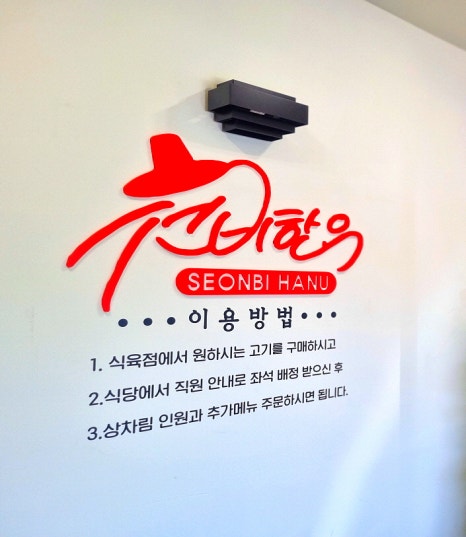 선비한우
SEONBI HANU
• • • 이용방법 • • •
1. 식육점에서 원하시는 고기를 구매하시고
2.식당에서 직원 안내로 좌석 배정 받으신 후
3.상차림 인원과 추가메뉴 주문하시면 됩니다.